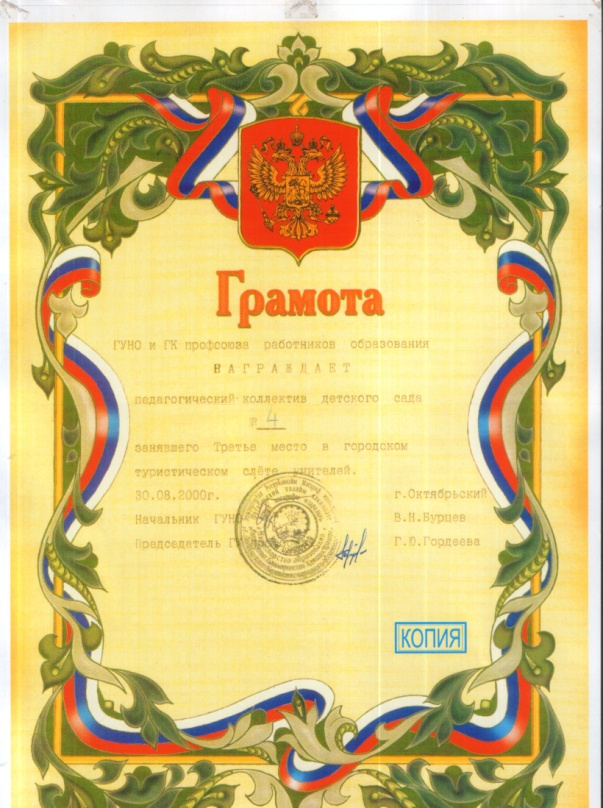 Грамота
ГУНО и ГК профсоюза работников образования
НАГРАЖДАЕТ
педагогический коллектив детского сада
№ 4
занявшего Третье место в городском
туристическом слёте учителей.
30.08.2000г. г.Октябрьский
Начальник ГУНО В.Н.Бурцев
Председатель Г.Ю.Гордеева
КОПИЯ